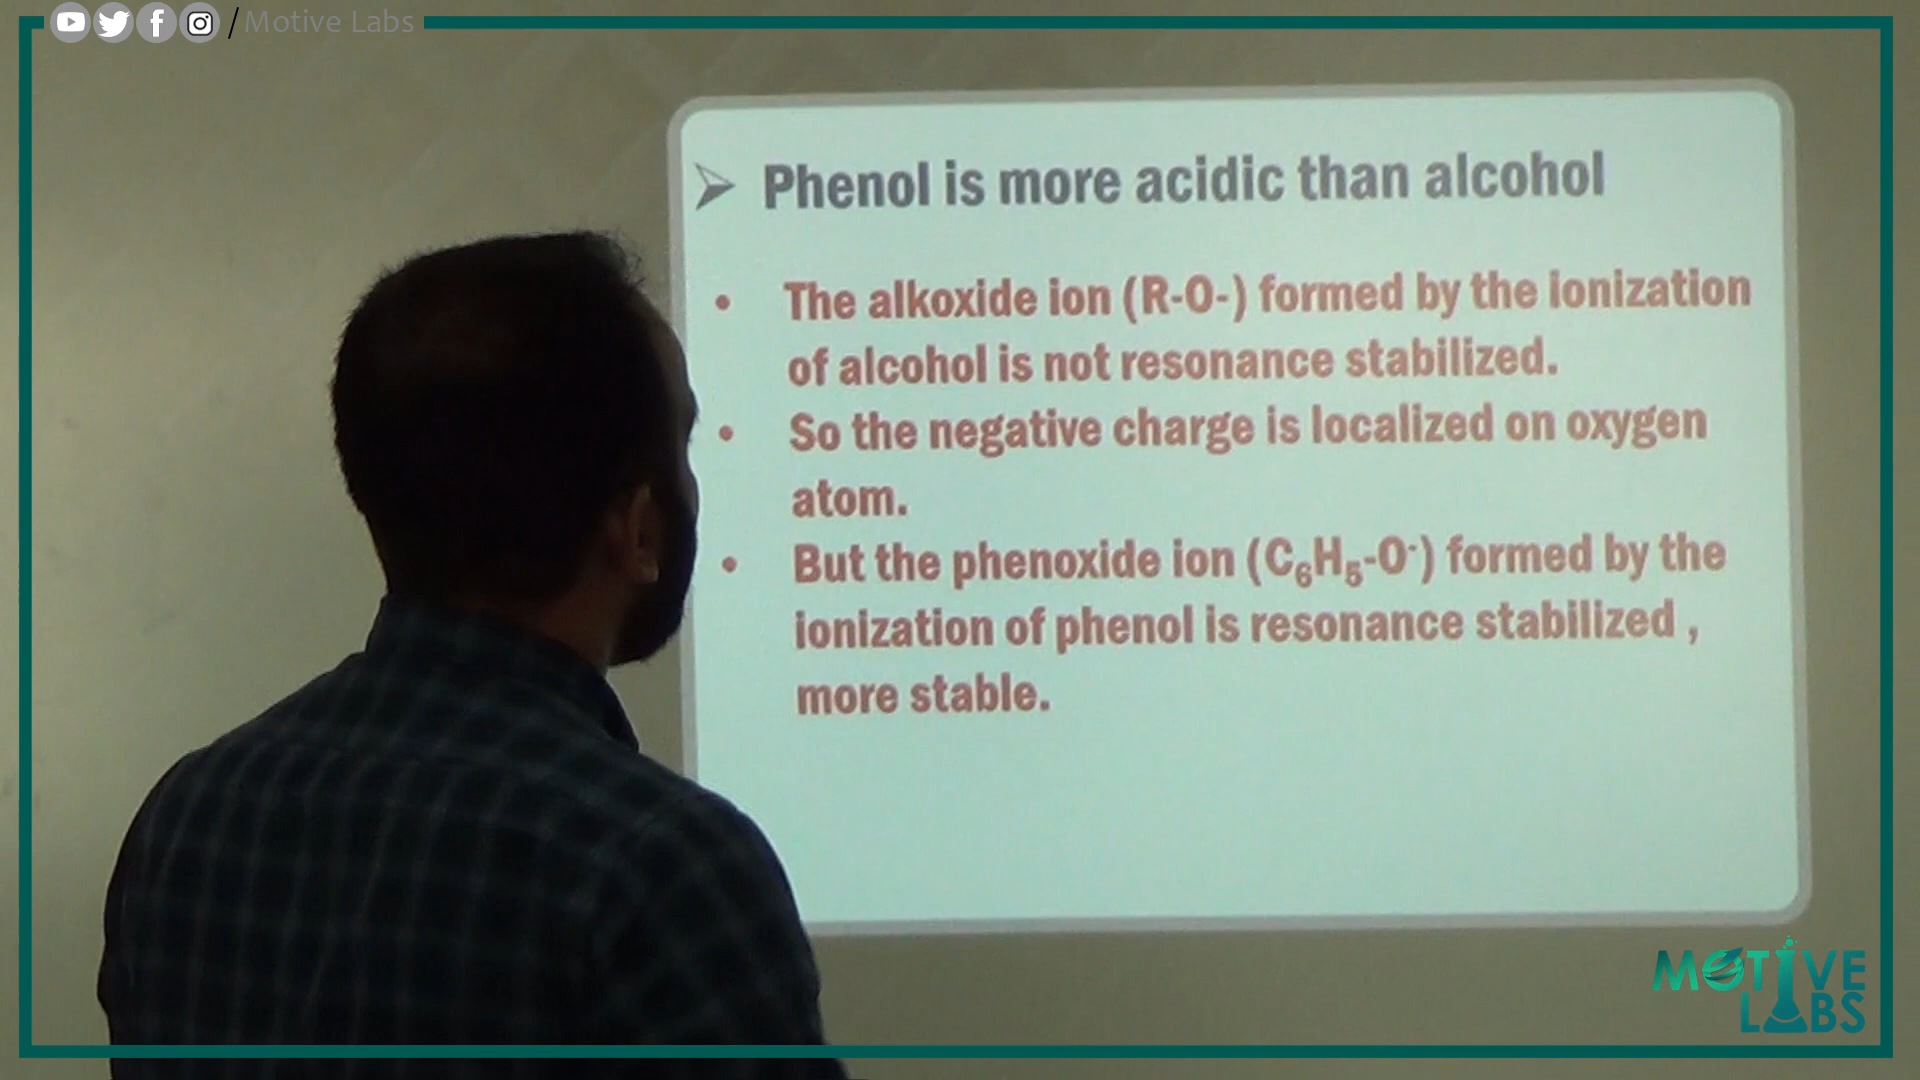 / Motive Labs
➢ Phenol is more acidic than alcohol
• The alkoxide ion (R-O-) formed by the ionization
of alcohol is not resonance stabilized.
• So the negative charge is localized on oxygen
atom.
• But the phenoxide ion (C₆H₅-O⁻) formed by the
ionization of phenol is resonance stabilized ,
more stable.
MOTIVE
LABS